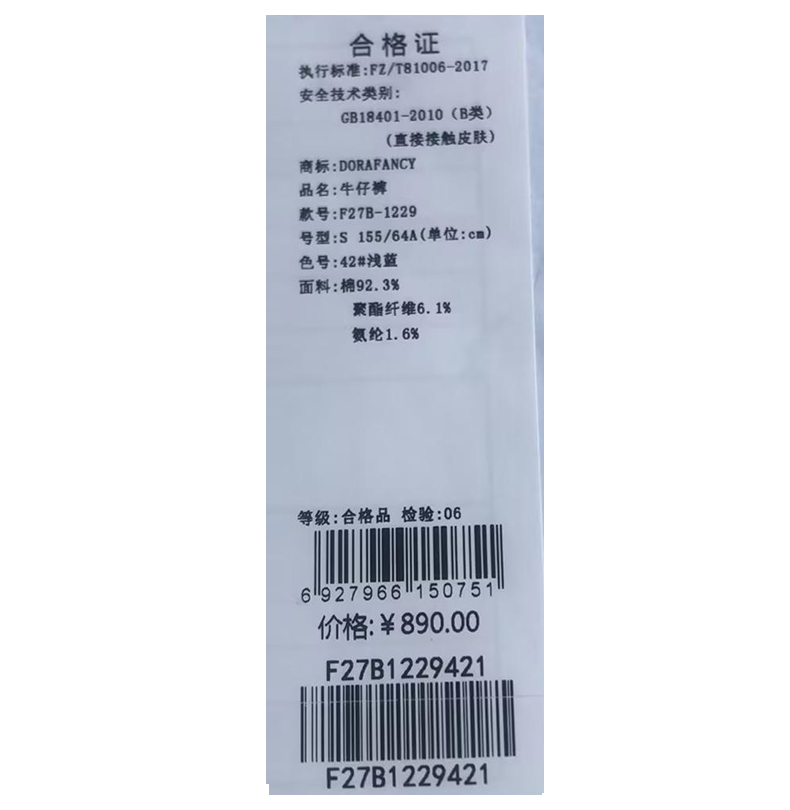 合格证
执行标准:FZ/T81006-2017
安全技术类别:
GB18401-2010（B类）
(直接接触皮肤)
商标:DORAFANCY
品名:牛仔裤
款号:F27B-1229
号型:S 155/64A(单位:cm)
色号:42#浅蓝
面料:棉92.3%
聚酯纤维6.1%
氨纶1.6%
等级:合格品 检验:06
6 927966 150751
价格:¥890.00
F27B1229421
F27B1229421